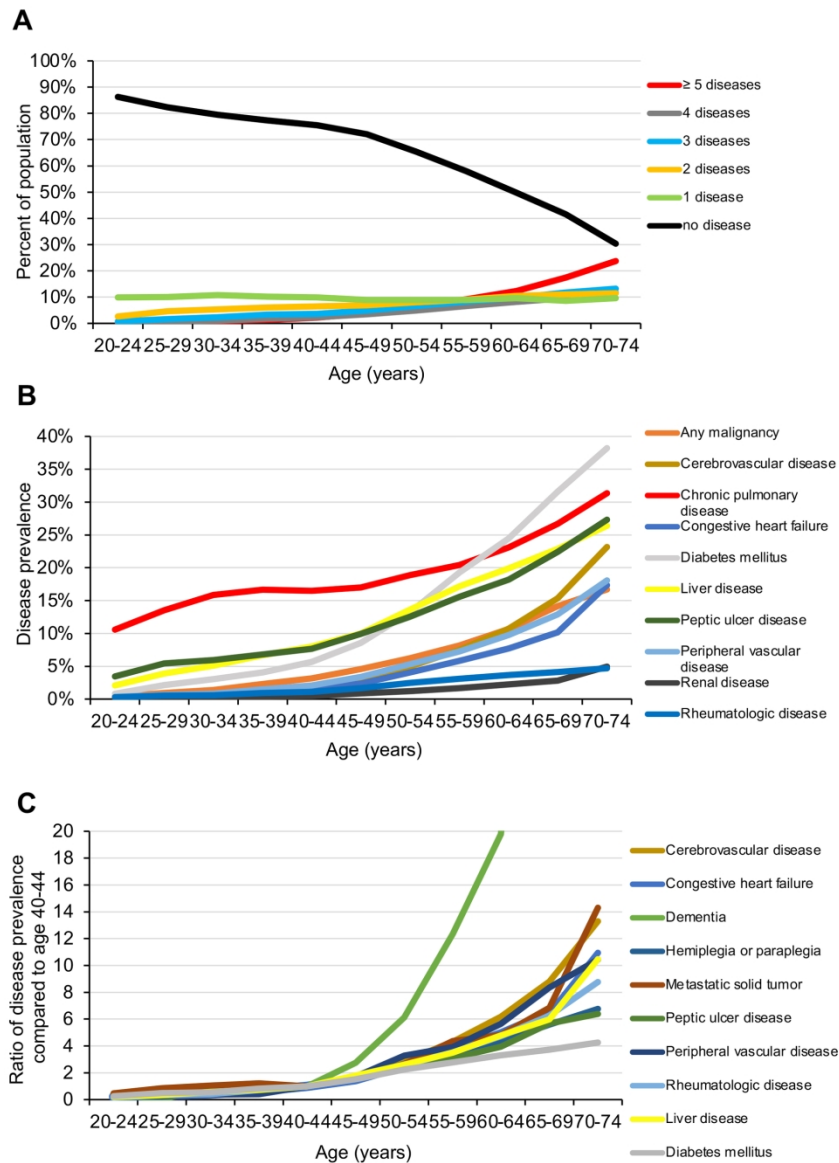 A
100%
90%
80%
70%
60%
50%
40%
30%
20%
10%
0%
Percent of population
20-24 25-29 30-34 35-39 40-44 45-49 50-54 55-59 60-64 65-69 70-74
Age (years)
≥ 5 diseases
4 diseases
3 diseases
2 diseases
1 disease
no disease
B
40%
35%
30%
25%
20%
15%
10%
5%
0%
Disease prevalence
20-24 25-29 30-34 35-39 40-44 45-49 50-54 55-59 60-64 65-69 70-74
Age (years)
Any malignancy
Cerebrovascular disease
Chronic pulmonary
disease
Congestive heart failure
Diabetes mellitus
Liver disease
Peptic ulcer disease
Peripheral vascular
disease
Renal disease
Rheumatologic disease
C
20
18
16
14
12
10
8
6
4
2
0
Ratio of disease prevalence
compared to age 40-44
20-24 25-29 30-34 35-39 40-44 45-49 50-54 55-59 60-64 65-69 70-74
Age (years)
Cerebrovascular disease
Congestive heart failure
Dementia
Hemiplegia or paraplegia
Metastatic solid tumor
Peptic ulcer disease
Peripheral vascular disease
Rheumatologic disease
Liver disease
Diabetes mellitus